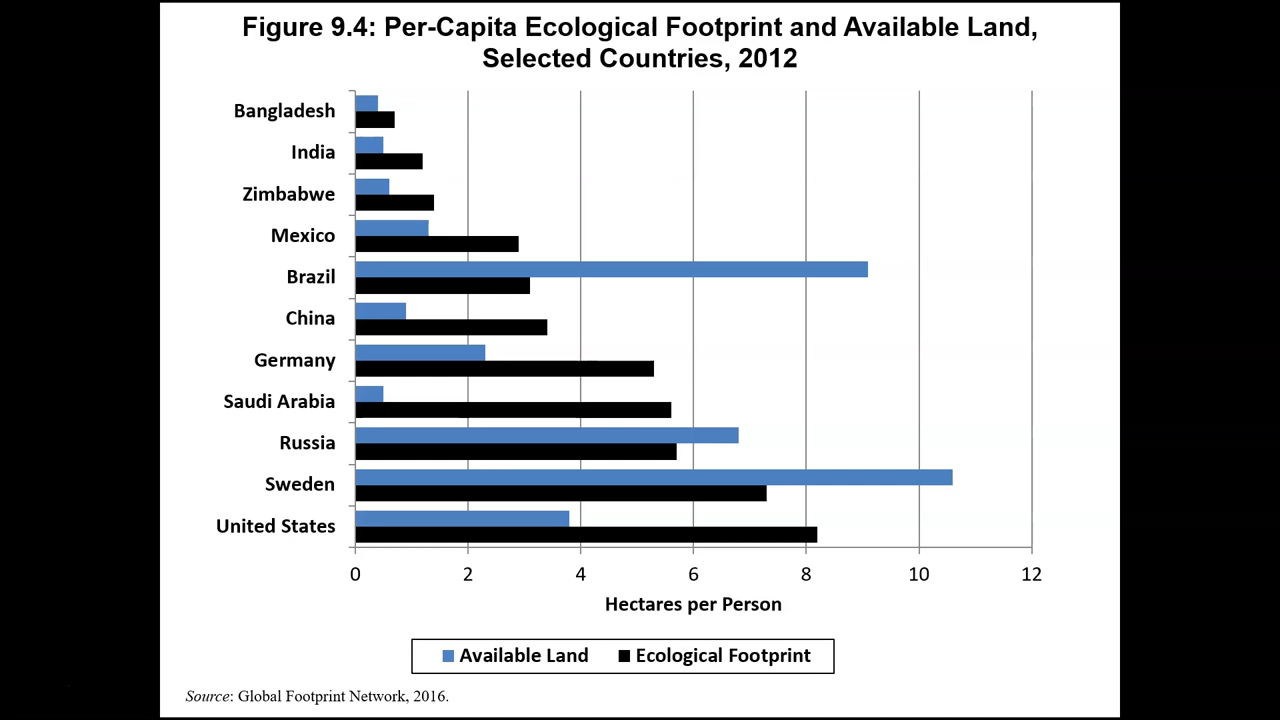 Figure 9.4: Per-Capita Ecological Footprint and Available Land,
Selected Countries, 2012
Bangladesh
India
Zimbabwe
Mexico
Brazil
China
Germany
Saudi Arabia
Russia
Sweden
United States
0 2 4 6 8 10 12
Hectares per Person
Available Land Ecological Footprint
Source: Global Footprint Network, 2016.